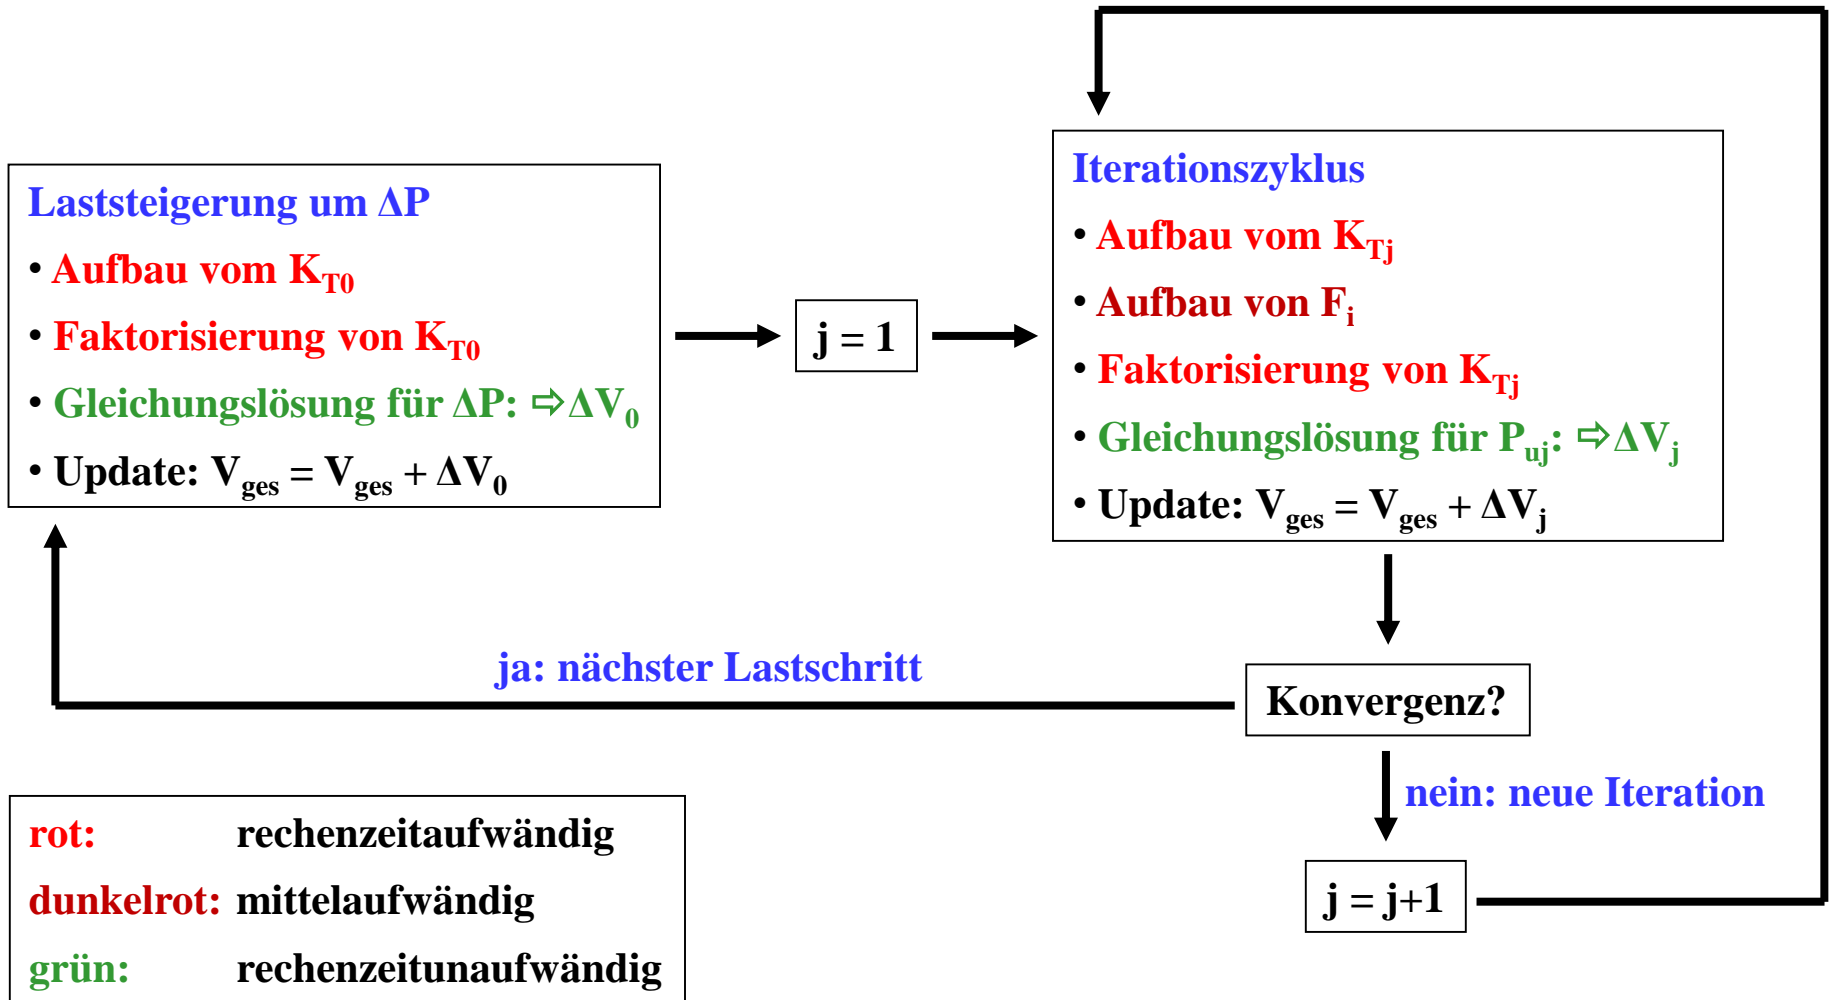 Laststeigerung um ΔP
• Aufbau vom K_T0
• Faktorisierung von K_T0
• Gleichungslösung für ΔP: ⇨ΔV_0
• Update: V_ges = V_ges + ΔV_0
j = 1
Iterationszyklus
• Aufbau vom K_Tj
• Aufbau von F_i
• Faktorisierung von K_Tj
• Gleichungslösung für P_uj: ⇨ΔV_j
• Update: V_ges = V_ges + ΔV_j
ja: nächster Lastschritt
Konvergenz?
nein: neue Iteration
j = j+1
rot: rechenzeitaufwändig
dunkelrot: mittelaufwändig
grün: rechenzeitunaufwändig